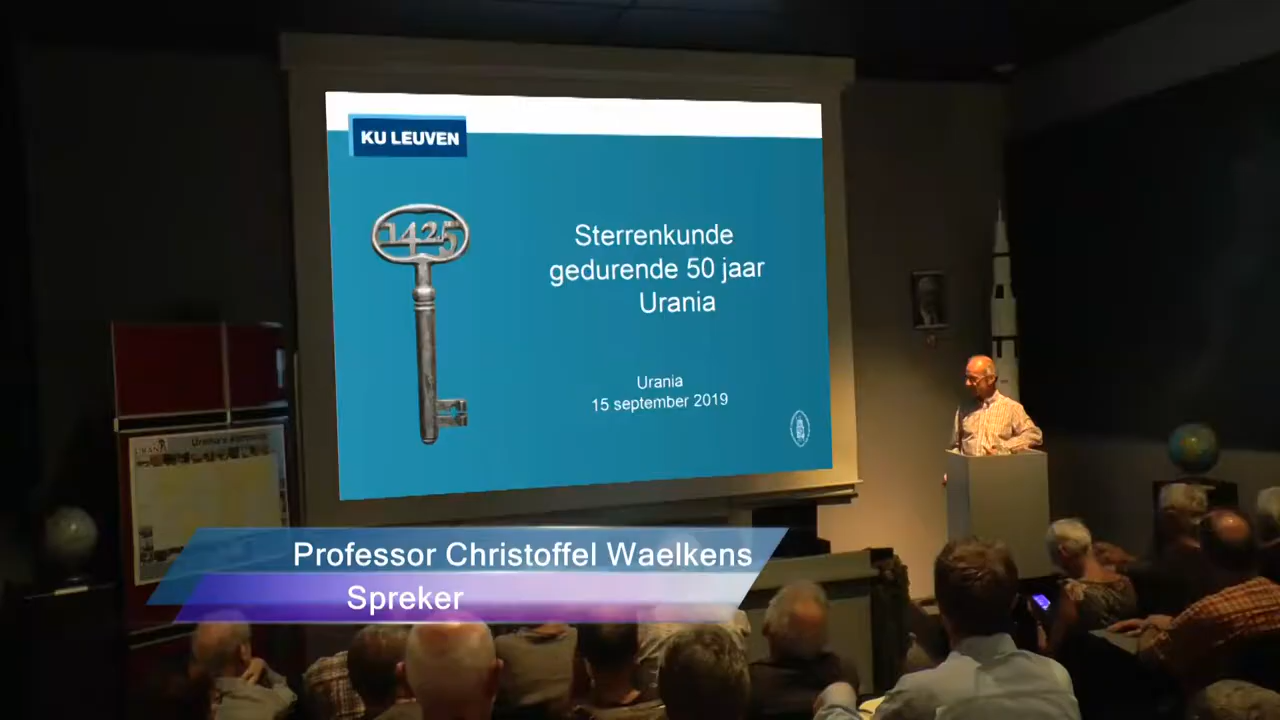 KU LEUVEN
1425
Sterrenkunde
gedurende 50 jaar
Urania
Urania
15 september 2019
Professor Christoffel Waelkens
Spreker